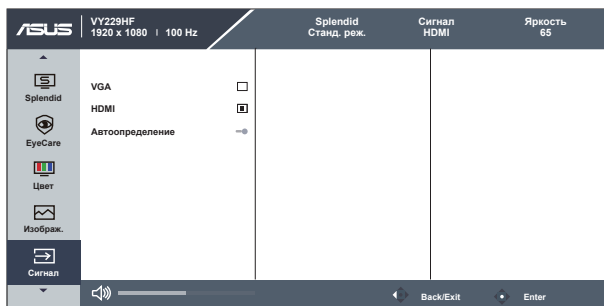 ASUS
VY229HF
1920 x 1080 | 100 Hz
Splendid
Станд. реж.
Сигнал
HDMI
Яркость
65
Splendid
EyeCare
Цвет
Изображ.
Сигнал
VGA
HDMI
Автоопределение
Back/Exit
Enter